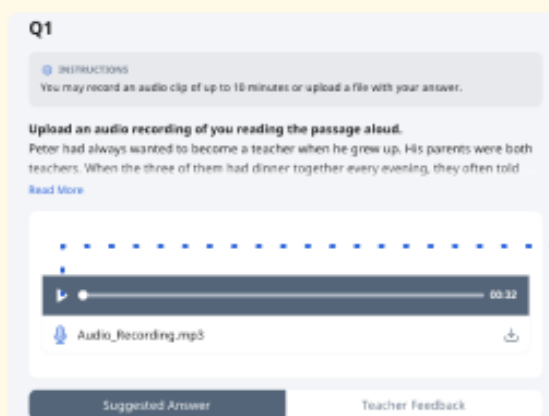 Q1
INSTRUCTIONS
You may record an audio clip of up to 10 minutes or upload a file with your answer.
Upload an audio recording of you reading the passage aloud.
Peter had always wanted to become a teacher when he grew up. His parents were both
teachers. When the three of them had dinner together every evening, they often told
Read More
00:32
Audio_Recording.mp3
Suggested Answer
Teacher Feedback